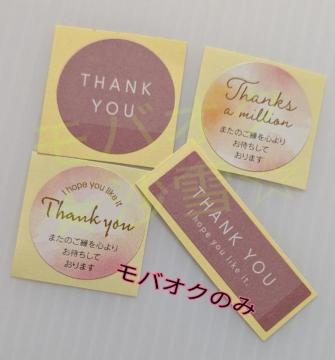 THANK
YOU
Thanks
a million
またのご縁を心より
お待ちして
おります
I hope you like it
Thank you
またのご縁を心より
お待ちして
おります
THANK YOU
I hope you like it.
モバオクのみ